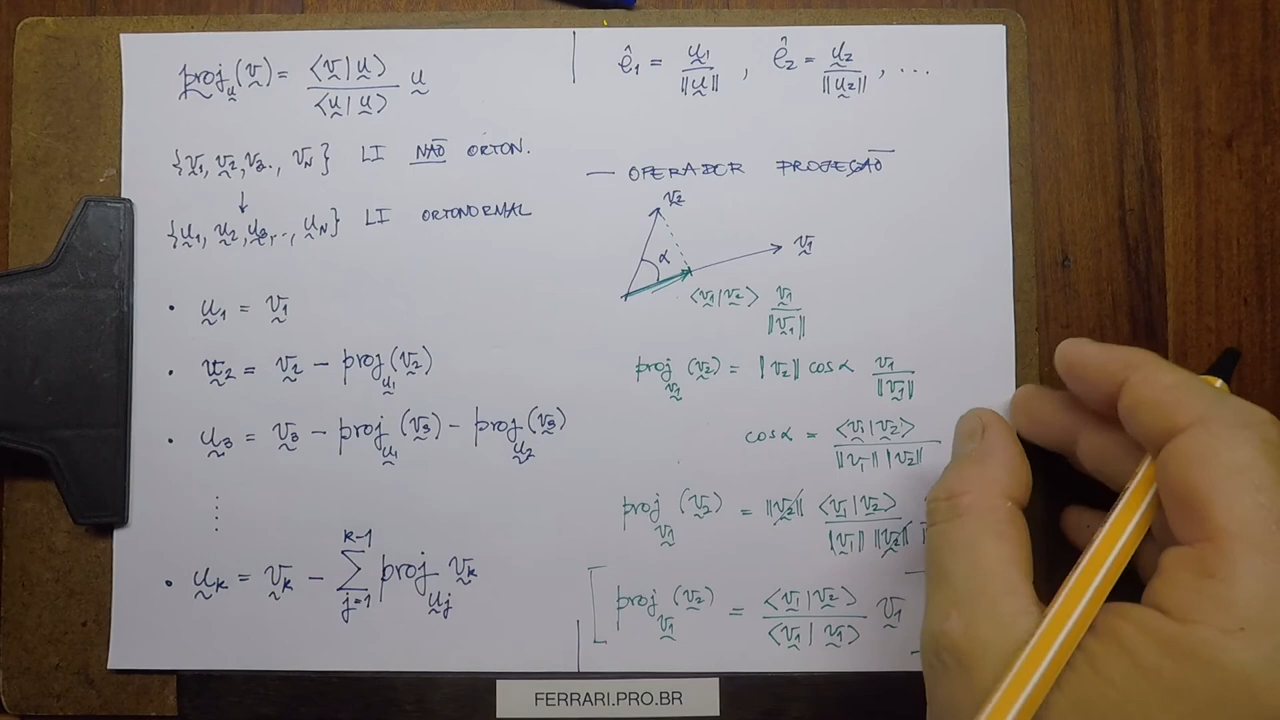 proj_u(v) = ⟨v|u⟩ / ⟨u|u⟩ u
{v1, v2, v3.., vN} LI NÃO ORTON.
↓
{u1, u2, u3, .., uN} LI ORTONORMAL
• u1 = v1
• u2 = v2 − proj_u1(v2)
• u3 = v3 − proj_u1(v3) − proj_u2(v3)
⋮
• uk = vk − ∑_{j=1}^{k-1} proj_uj vk
ê1 = u1 / ||u||, ê2 = u2 / ||u2||, ...
— OPERADOR PROJEÇÃO
v2
α
v1
⟨v1|v2⟩ v1 / ||v1||
proj_v1(v2) = ||v2|| cos α v1 / ||v1||
cos α = ⟨v1|v2⟩ / ||v1|| ||v2||
proj_v1(v2) = ||v2|| ⟨v1|v2⟩ / ||v1|| ||v2||
[ proj_v1(v2) = ⟨v1|v2⟩ / ⟨v1|v1⟩ v1
FERRARI.PRO.BR